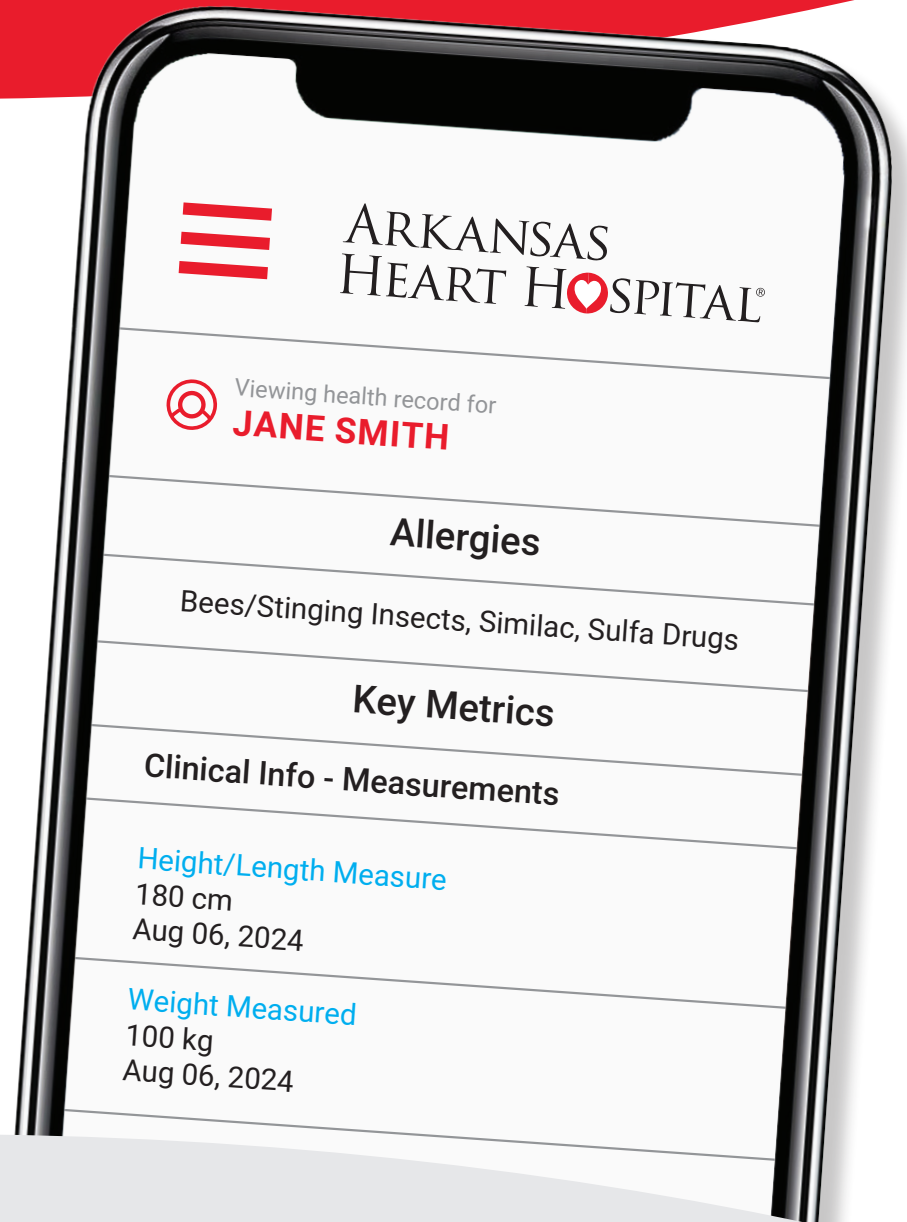 ARKANSAS
HEART HOSPITAL®
Viewing health record for
JANE SMITH
Allergies
Bees/Stinging Insects, Similac, Sulfa Drugs
Key Metrics
Clinical Info - Measurements
Height/Length Measure
180 cm
Aug 06, 2024
Weight Measured
100 kg
Aug 06, 2024